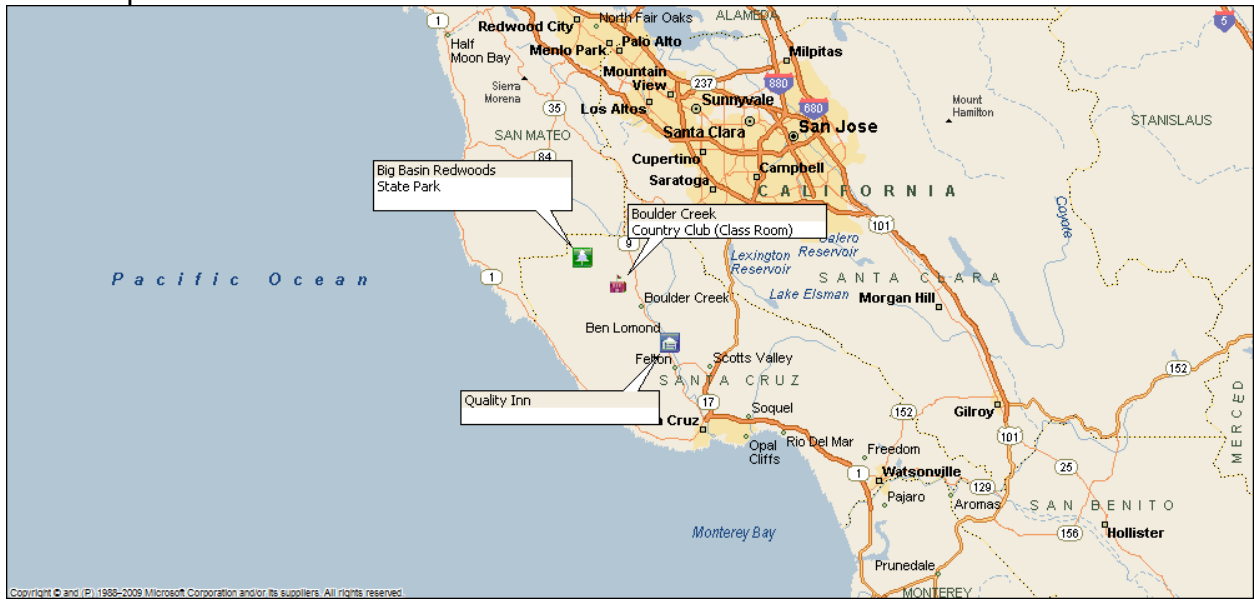 1
Redwood City
North Fair Oaks
ALAMEDA
5
Half
Moon Bay
Menlo Park
Palo Alto
Milpitas
Mountain
View
237
880
Sierra
Morena
35
Los Altos
Sunnyvale
680
Mount
Hamilton
STANISLAUS
SAN MATEO
Santa Clara
San Jose
84
Cupertino
Campbell
Big Basin Redwoods
State Park
Saratoga
CALIFORNIA
Boulder Creek
Country Club (Class Room)
101
Coyote
9
Calero
Reservoir
Lexington
Reservoir
Pacific Ocean
1
SANTA CLARA
Lake Elsman
Morgan Hill
Boulder Creek
Ben Lomond
Felton
Scotts Valley
152
SANTA CRUZ
Quality Inn
17
Soquel
152
Gilroy
MERCED
a Cruz
Opal
Cliffs
Rio Del Mar
101
Freedom
1
Watsonville
25
129
Pajaro
Aromas
SAN BENITO
Monterey Bay
156
Hollister
Prunedale
MONTEREY
Copyright © and (P) 1988–2009 Microsoft Corporation and/or its suppliers. All rights reserved.